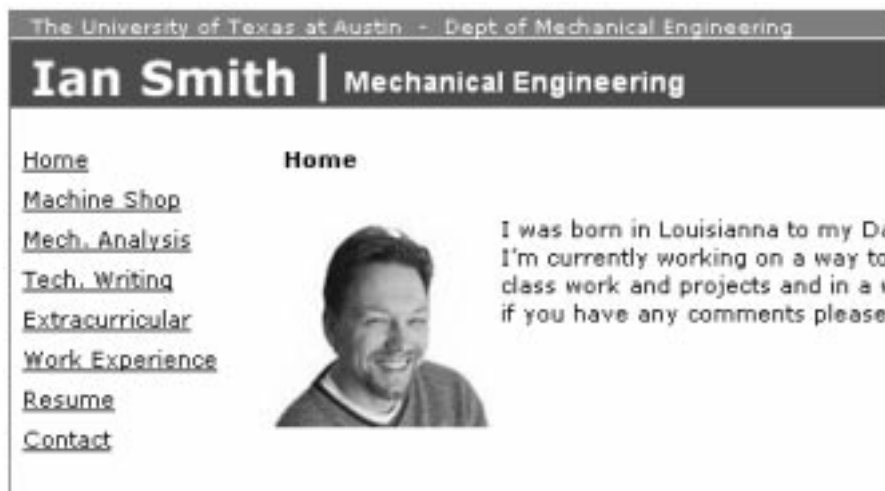 The University of Texas at Austin - Dept of Mechanical Engineering
Ian Smith | Mechanical Engineering
Home
Machine Shop
Mech. Analysis
Tech. Writing
Extracurricular
Work Experience
Resume
Contact
Home
I was born in Louisianna to my Da
I'm currently working on a way to
class work and projects and in a
if you have any comments please